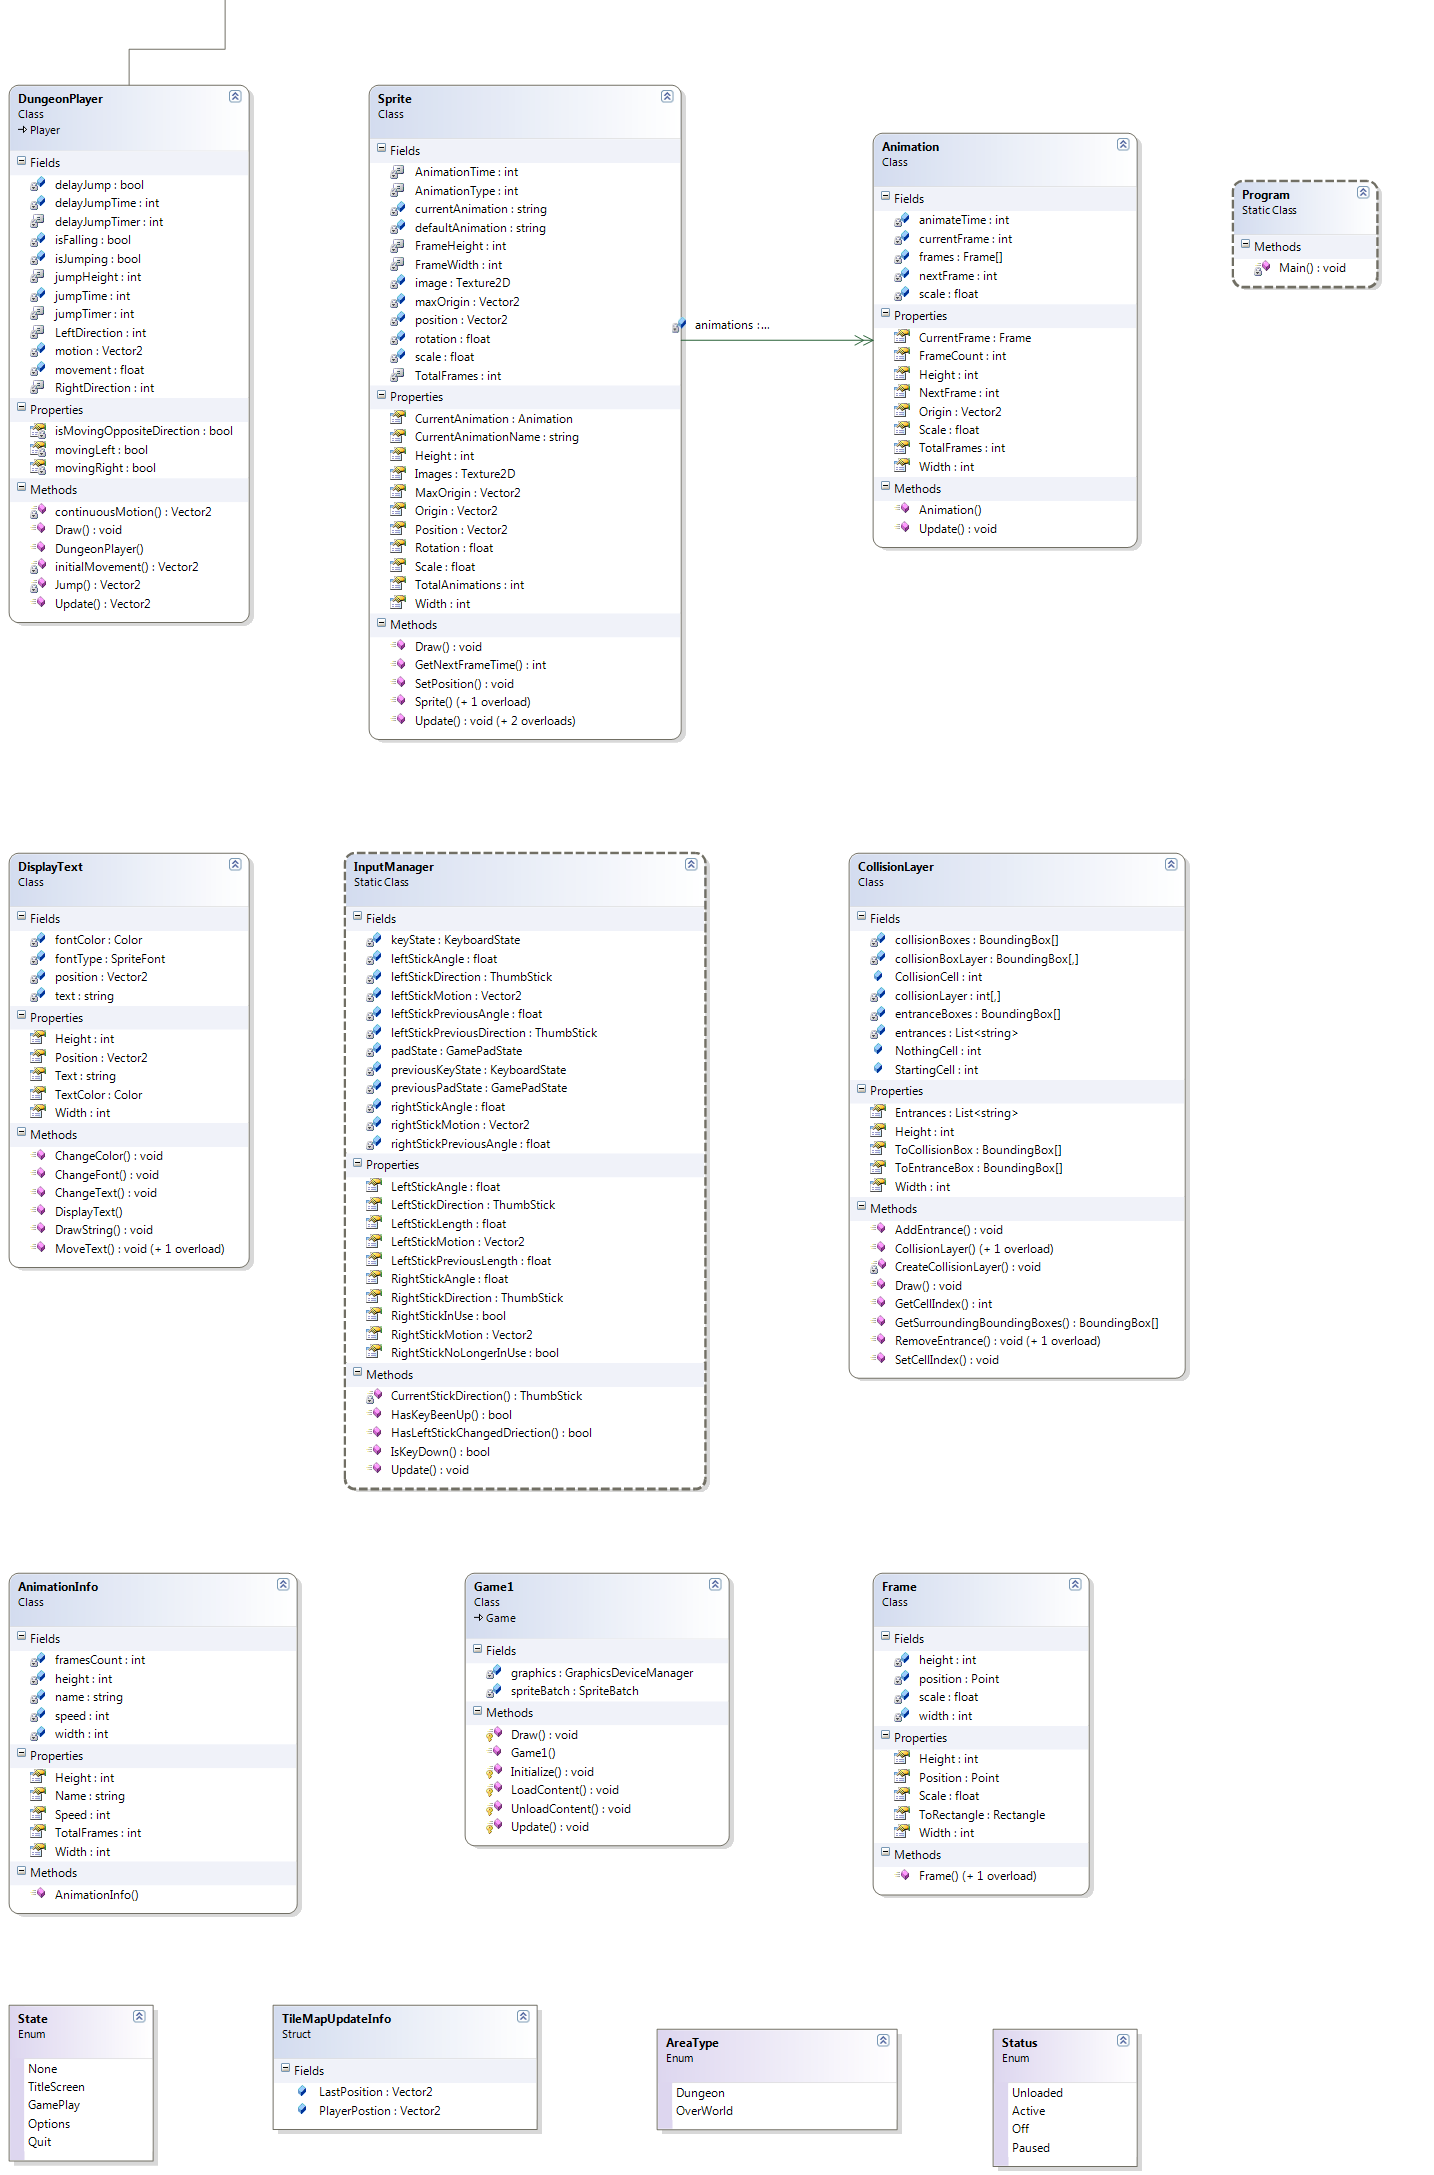 DungeonPlayer
Class
Player
Fields
delayJump : bool
delayJumpTime : int
delayJumpTimer : int
isFalling : bool
isJumping : bool
jumpHeight : int
jumpTime : int
jumpTimer : int
LeftDirection : int
motion : Vector2
movement : float
RightDirection : int
Properties
isMovingOppositeDirection : bool
movingLeft : bool
movingRight : bool
Methods
continuousMotion() : Vector2
Draw() : void
DungeonPlayer()
initialMovement() : Vector2
Jump() : Vector2
Update() : Vector2
Sprite
Class
Fields
AnimationTime : int
AnimationType : int
currentAnimation : string
defaultAnimation : string
FrameHeight : int
FrameWidth : int
image : Texture2D
maxOrigin : Vector2
position : Vector2
rotation : float
scale : float
TotalFrames : int
Properties
CurrentAnimation : Animation
CurrentAnimationName : string
Height : int
Images : Texture2D
MaxOrigin : Vector2
Origin : Vector2
Position : Vector2
Rotation : float
Scale : float
TotalAnimations : int
Width : int
Methods
Draw() : void
GetNextFrameTime() : int
SetPosition() : void
Sprite() (+ 1 overload)
Update() : void (+ 2 overloads)
animations :...
Animation
Class
Fields
animateTime : int
currentFrame : int
frames : Frame[]
nextFrame : int
scale : float
Properties
CurrentFrame : Frame
FrameCount : int
Height : int
NextFrame : int
Origin : Vector2
Scale : float
TotalFrames : int
Width : int
Methods
Animation()
Update() : void
Program
Static Class
Methods
Main() : void
DisplayText
Class
Fields
fontColor : Color
fontType : SpriteFont
position : Vector2
text : string
Properties
Height : int
Position : Vector2
Text : string
TextColor : Color
Width : int
Methods
ChangeColor() : void
ChangeFont() : void
ChangeText() : void
DisplayText()
DrawString() : void
MoveText() : void (+ 1 overload)
InputManager
Static Class
Fields
keyState : KeyboardState
leftStickAngle : float
leftStickDirection : ThumbStick
leftStickMotion : Vector2
leftStickPreviousAngle : float
leftStickPreviousDirection : ThumbStick
padState : GamePadState
previousKeyState : KeyboardState
previousPadState : GamePadState
rightStickAngle : float
rightStickMotion : Vector2
rightStickPreviousAngle : float
Properties
LeftStickAngle : float
LeftStickDirection : ThumbStick
LeftStickLength : float
LeftStickMotion : Vector2
LeftStickPreviousLength : float
RightStickAngle : float
RightStickDirection : ThumbStick
RightStickInUse : bool
RightStickMotion : Vector2
RightStickNoLongerInUse : bool
Methods
CurrentStickDirection() : ThumbStick
HasKeyBeenUp() : bool
HasLeftStickChangedDriection() : bool
IsKeyDown() : bool
Update() : void
CollisionLayer
Class
Fields
collisionBoxes : BoundingBox[]
collisionBoxLayer : BoundingBox[,]
CollisionCell : int
collisionLayer : int[,]
entranceBoxes : BoundingBox[]
entrances : List<string>
NothingCell : int
StartingCell : int
Properties
Entrances : List<string>
Height : int
ToCollisionBox : BoundingBox[]
ToEntranceBox : BoundingBox[]
Width : int
Methods
AddEntrance() : void
CollisionLayer() (+ 1 overload)
CreateCollisionLayer() : void
Draw() : void
GetCellIndex() : int
GetSurroundingBoundingBoxes() : BoundingBox[]
RemoveEntrance() : void (+ 1 overload)
SetCellIndex() : void
AnimationInfo
Class
Fields
framesCount : int
height : int
name : string
speed : int
width : int
Properties
Height : int
Name : string
Speed : int
TotalFrames : int
Width : int
Methods
AnimationInfo()
Game1
Class
Game
Fields
graphics : GraphicsDeviceManager
spriteBatch : SpriteBatch
Methods
Draw() : void
Game1()
Initialize() : void
LoadContent() : void
UnloadContent() : void
Update() : void
Frame
Class
Fields
height : int
position : Point
scale : float
width : int
Properties
Height : int
Position : Point
Scale : float
ToRectangle : Rectangle
Width : int
Methods
Frame() (+ 1 overload)
State
Enum
None
TitleScreen
GamePlay
Options
Quit
TileMapUpdateInfo
Struct
Fields
LastPosition : Vector2
PlayerPostion : Vector2
AreaType
Enum
Dungeon
OverWorld
Status
Enum
Unloaded
Active
Off
Paused